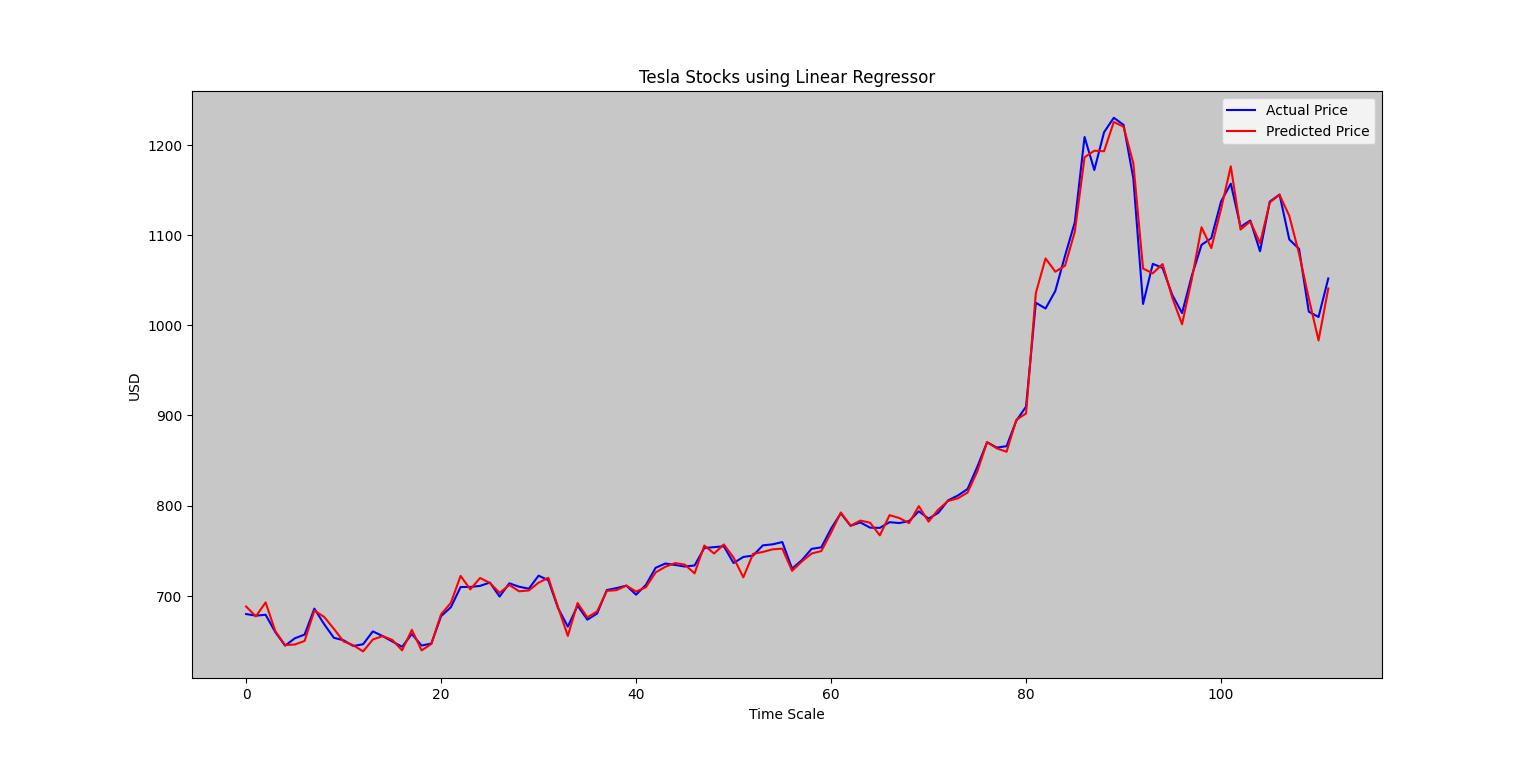 Tesla Stocks using Linear Regressor
Actual Price
Predicted Price
USD
1200
1100
1000
900
800
700
0 20 40 60 80 100
Time Scale